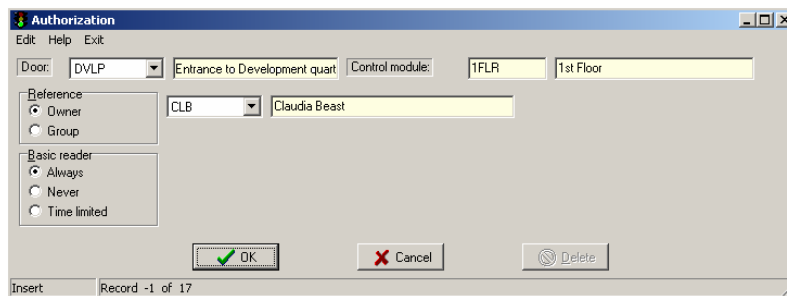 Authorization
Edit Help Exit
Door: DVLP Entrance to Development quart Control module: 1FLR 1st Floor
Reference
Owner CLB Claudia Beast
Group
Basic reader
Always
Never
Time limited
OK Cancel Delete
Insert Record -1 of 17